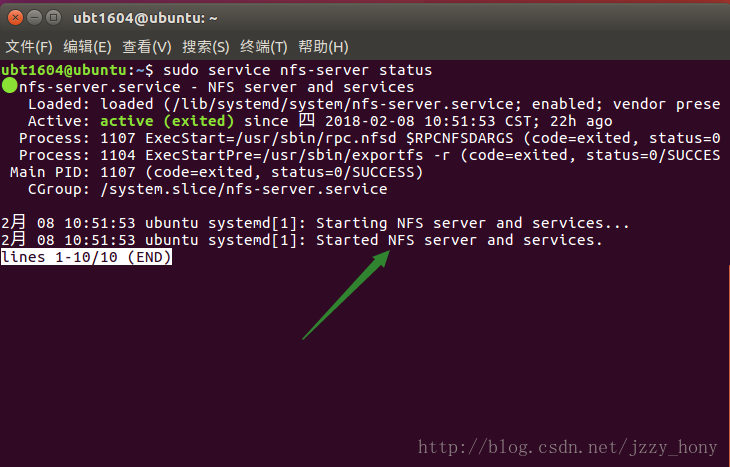 ubt1604@ubuntu: ~
文件(F) 编辑(E) 查看(V) 搜索(S) 终端(T) 帮助(H)
ubt1604@ubuntu:~$ sudo service nfs-server status
nfs-server.service - NFS server and services
Loaded: loaded (/lib/systemd/system/nfs-server.service; enabled; vendor prese
Active: active (exited) since 四 2018-02-08 10:51:53 CST; 22h ago
Process: 1107 ExecStart=/usr/sbin/rpc.nfsd $RPCNFSDARGS (code=exited, status=0
Process: 1104 ExecStartPre=/usr/sbin/exportfs -r (code=exited, status=0/SUCCES
Main PID: 1107 (code=exited, status=0/SUCCESS)
CGroup: /system.slice/nfs-server.service
2月 08 10:51:53 ubuntu systemd[1]: Starting NFS server and services...
2月 08 10:51:53 ubuntu systemd[1]: Started NFS server and services.
lines 1-10/10 (END)
http://blog.csdn.net/jzzy_hony